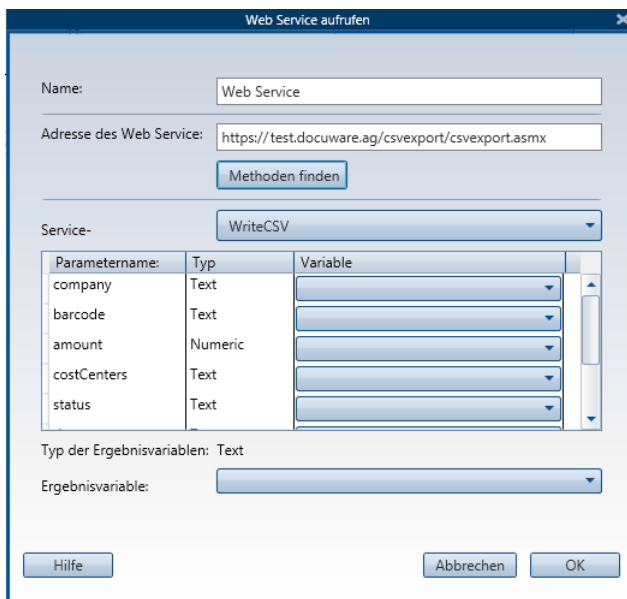 Web Service aufrufen
Name: Web Service
Adresse des Web Service: https://test.docuware.ag/csvexport/csvexport.asmx
Methoden finden
Service- WriteCSV
Parametername: Typ Variable
company Text
barcode Text
amount Numeric
costCenters Text
status Text
Typ der Ergebnisvariablen: Text
Ergebnisvariable:
Hilfe Abbrechen OK